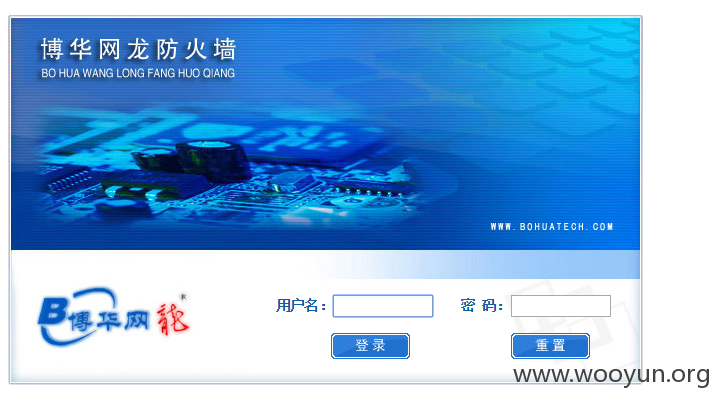 博华网龙防火墙
BO HUA WANG LONG FANG HUO QIANG
WWW.BOHUATECH.COM
B博华网龍®
用户名： 密 码：
登 录 重 置
www.wooyun.org